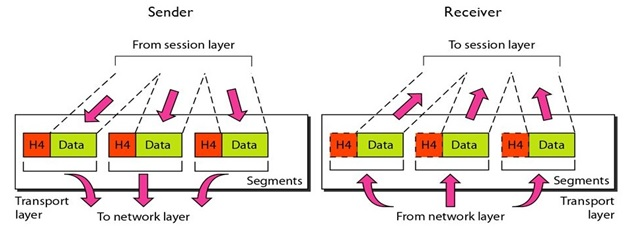 Sender
From session layer
H4 Data H4 Data H4 Data
Segments
Transport
layer
To network layer
Receiver
To session layer
H4 Data H4 Data H4 Data
Segments
Transport
layer
From network layer